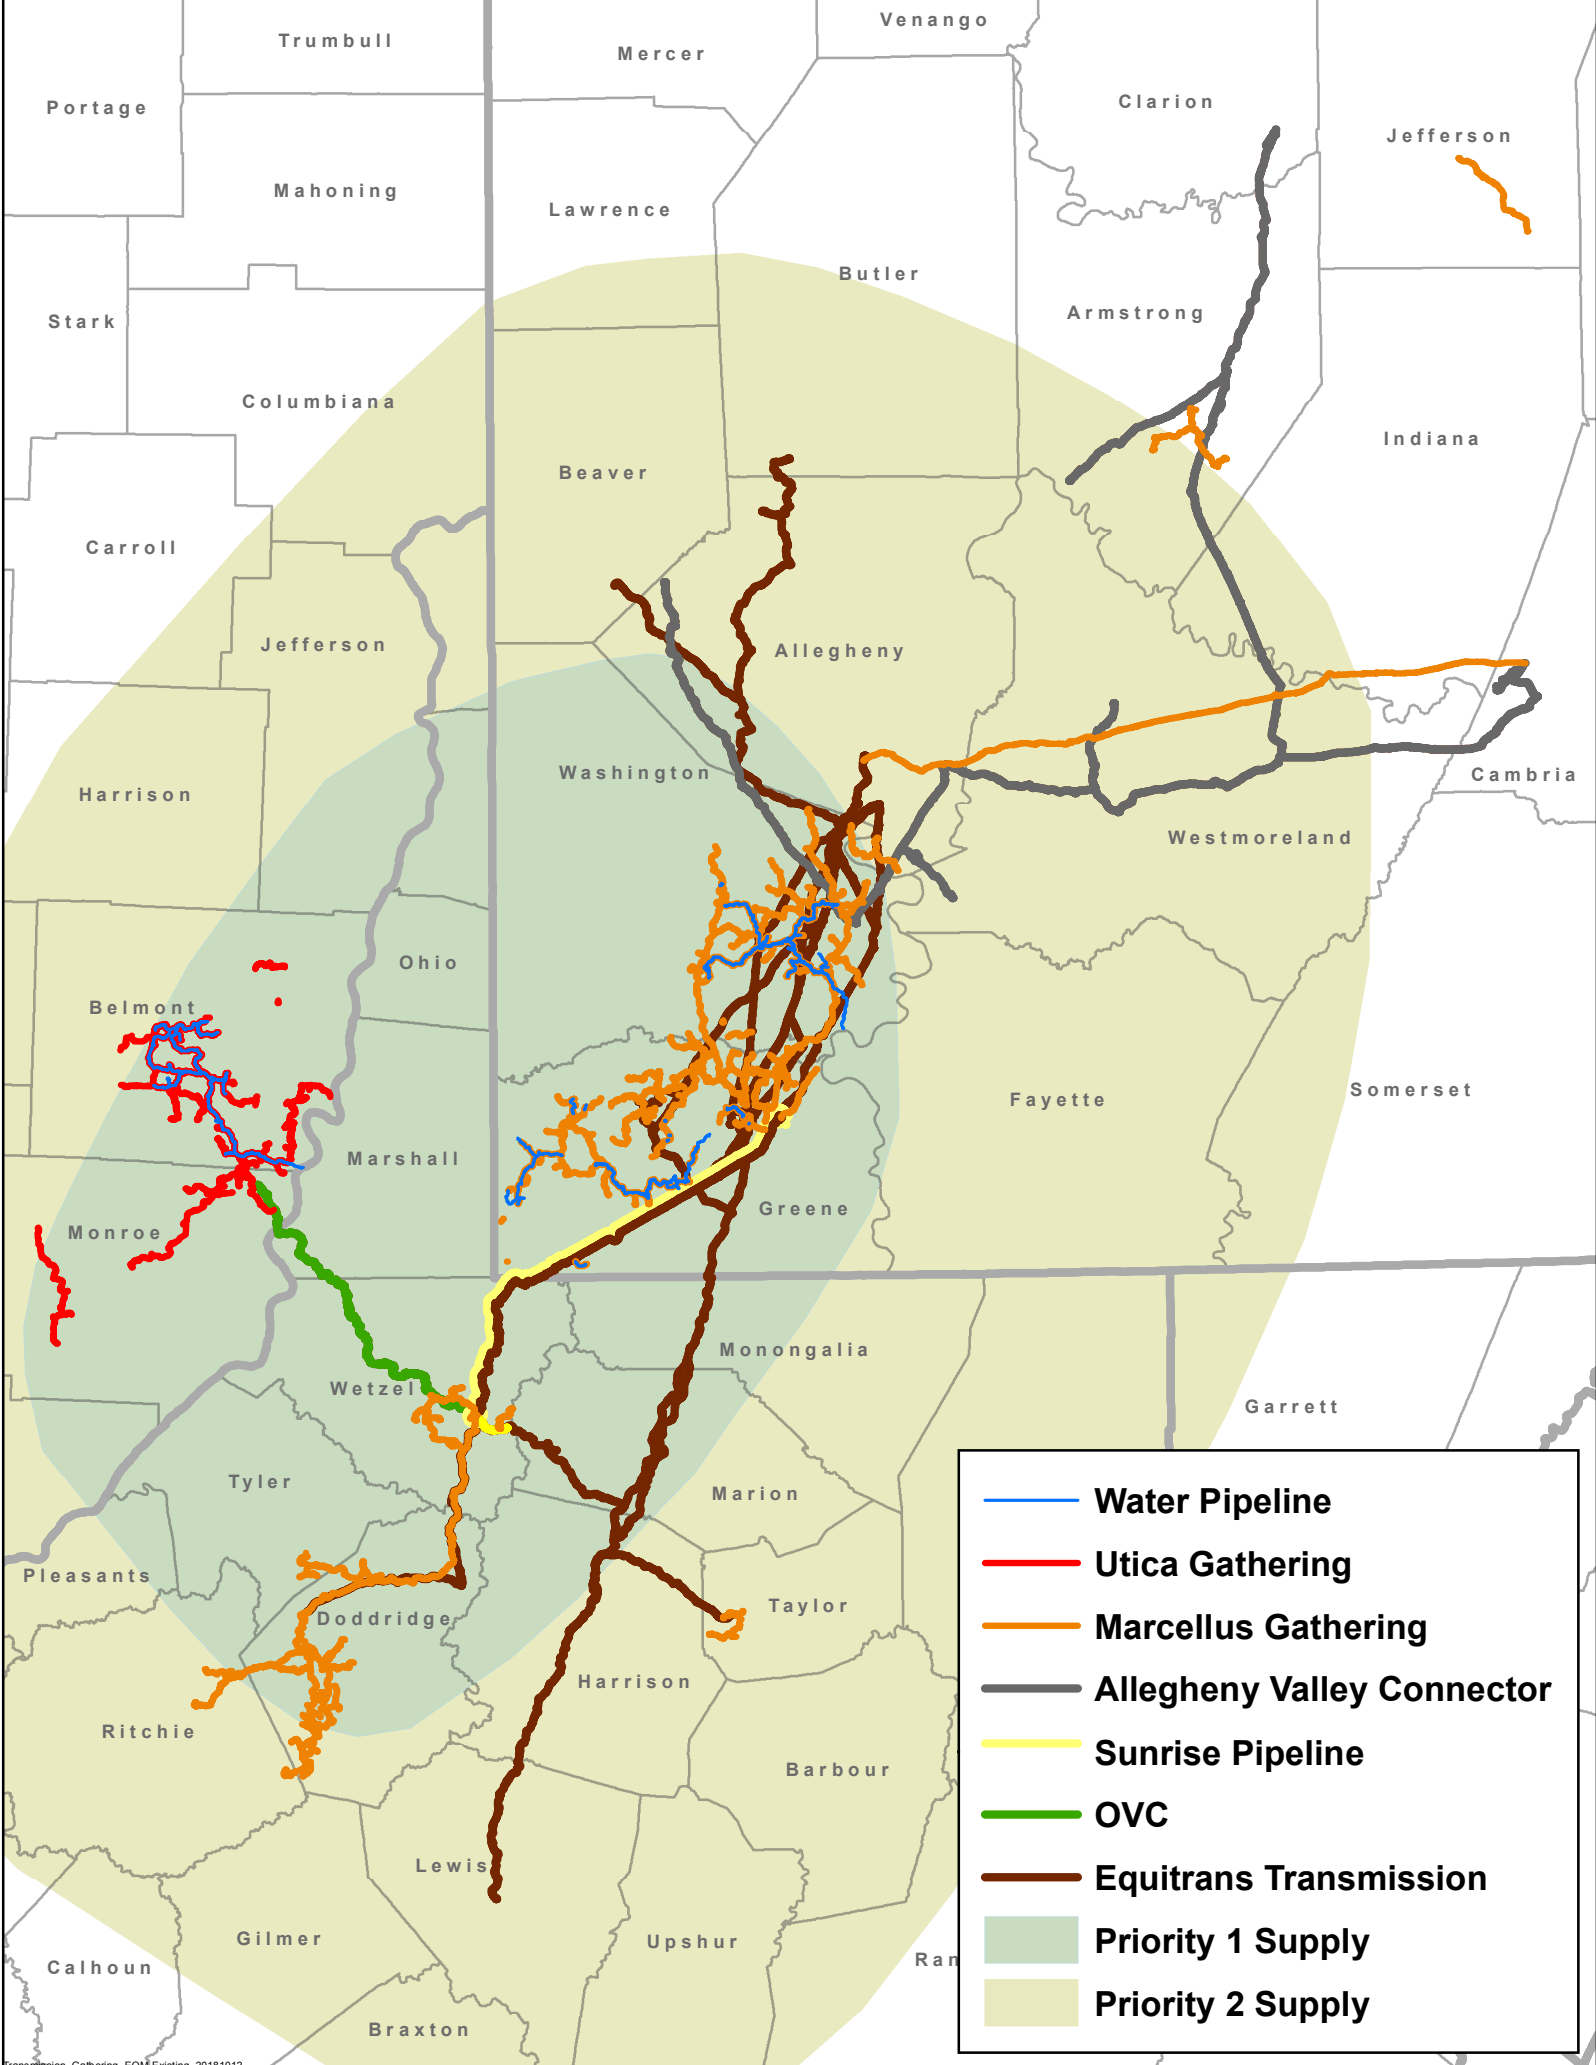 Venango
Trumbull
Mercer
Clarion
Portage
Jefferson
Mahoning
Lawrence
Butler
Armstrong
Stark
Columbiana
Indiana
Beaver
Carroll
Jefferson
Allegheny
Washington
Cambria
Harrison
Westmoreland
Ohio
Belmont
Somerset
Fayette
Marshall
Greene
Monroe
Monongalia
Wetzel
Garrett
Tyler
Marion
Pleasants
Taylor
Doddridge
Harrison
Ritchie
Barbour
Lewis
Gilmer
Upshur
Ran
Calhoun
Braxton
Water Pipeline
Utica Gathering
Marcellus Gathering
Allegheny Valley Connector
Sunrise Pipeline
OVC
Equitrans Transmission
Priority 1 Supply
Priority 2 Supply